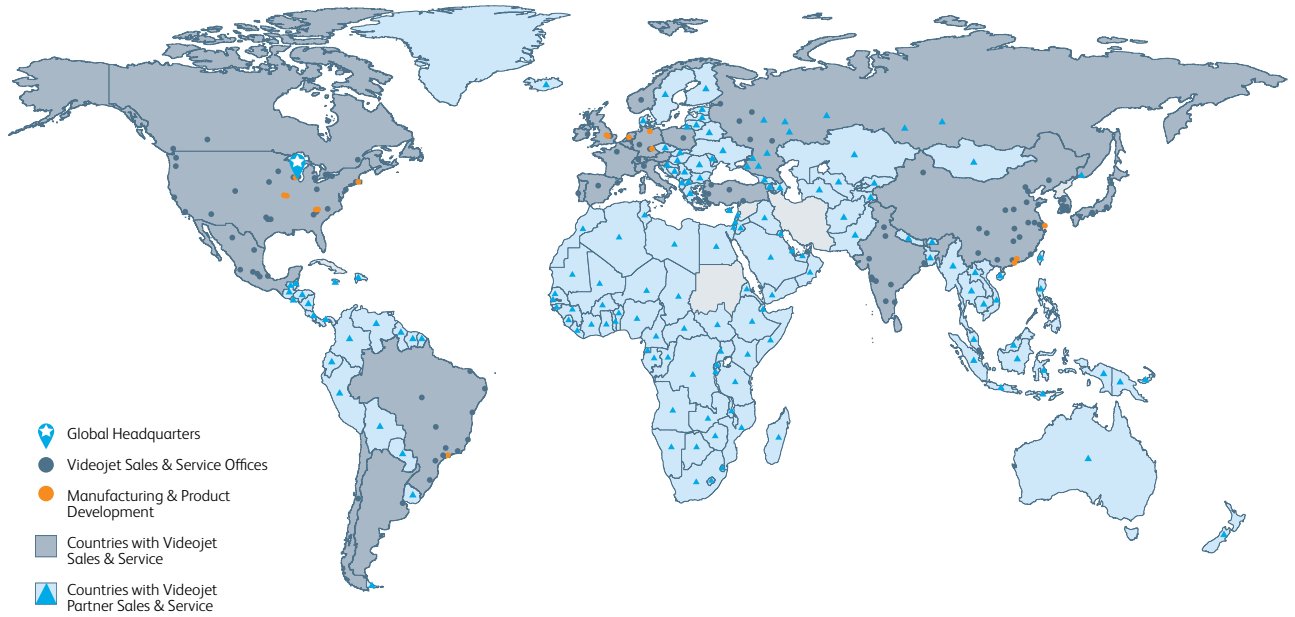 Global Headquarters
Videojet Sales & Service Offices
Manufacturing & Product
Development
Countries with Videojet
Sales & Service
Countries with Videojet
Partner Sales & Service